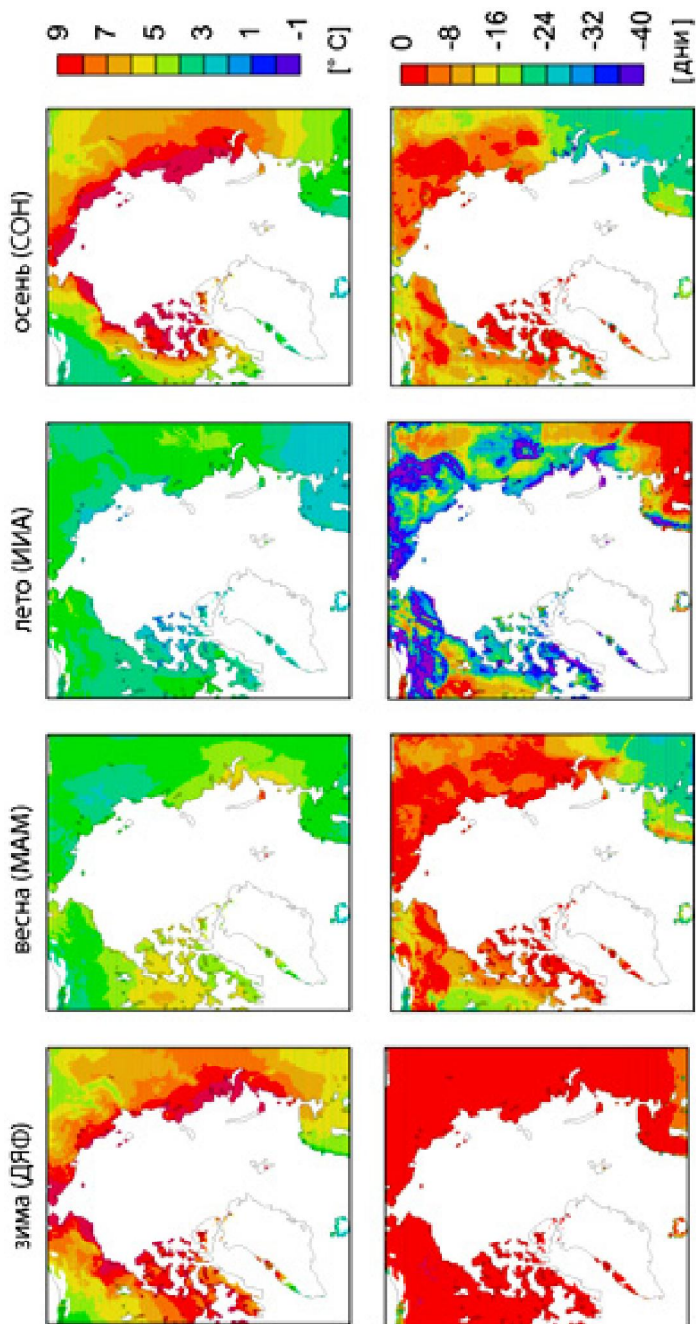 зима (ДЯФ)
весна (МАМ)
лето (ИИА)
осень (СОН)
9
7
5
3
1
-1
[° C]
0
-8
-16
-24
-32
-40
[дни]